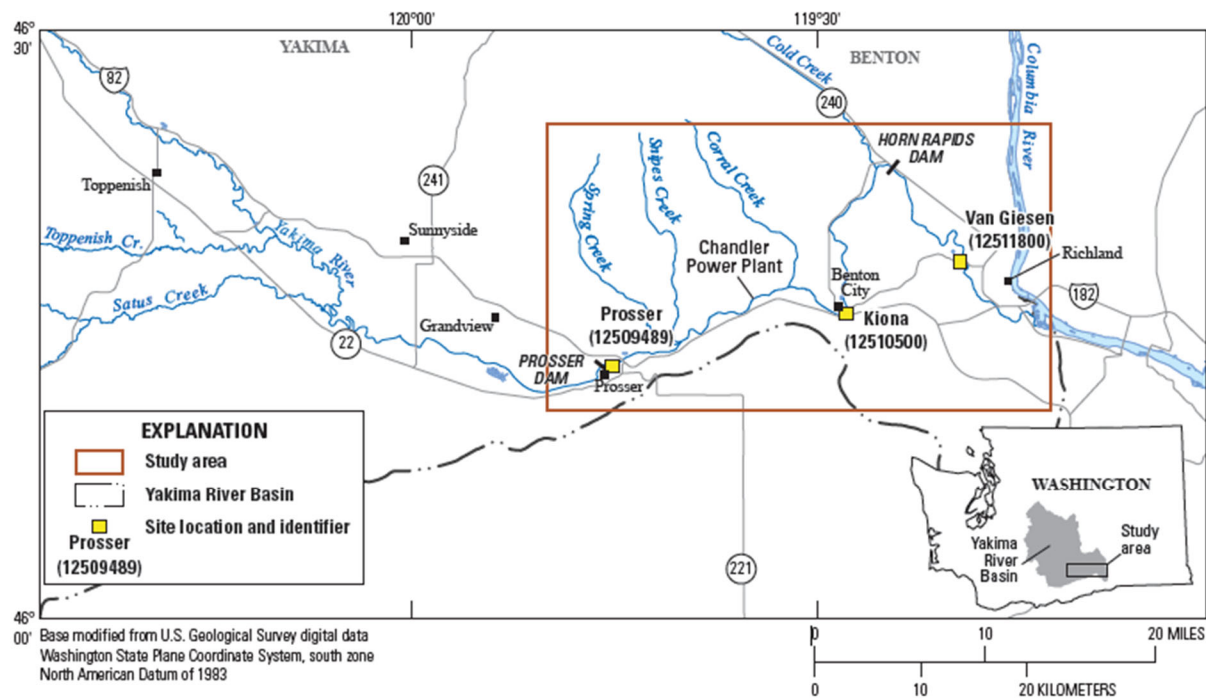 120°00'
119°30'
46°
30'
YAKIMA
BENTON
Cold Creek
Columbia River
82
240
HORN RAPIDS
DAM
Corral Creek
Snipes Creek
Spring Creek
241
Toppenish
Sunnyside
Toppenish Cr.
Yakima River
Satus Creek
Van Giesen
(12511800)
Richland
Chandler
Power Plant
Benton
City
182
Grandview
22
Prosser
(12509489)
Kiona
(12510500)
PROSSER
DAM
Prosser
EXPLANATION
Study area
Yakima River Basin
Site location and identifier
Prosser
(12509489)
221
WASHINGTON
Yakima
River
Basin
Study
area
46°
00'
Base modified from U.S. Geological Survey digital data
Washington State Plane Coordinate System, south zone
North American Datum of 1983
0 10 20 MILES
0 10 20 KILOMETERS